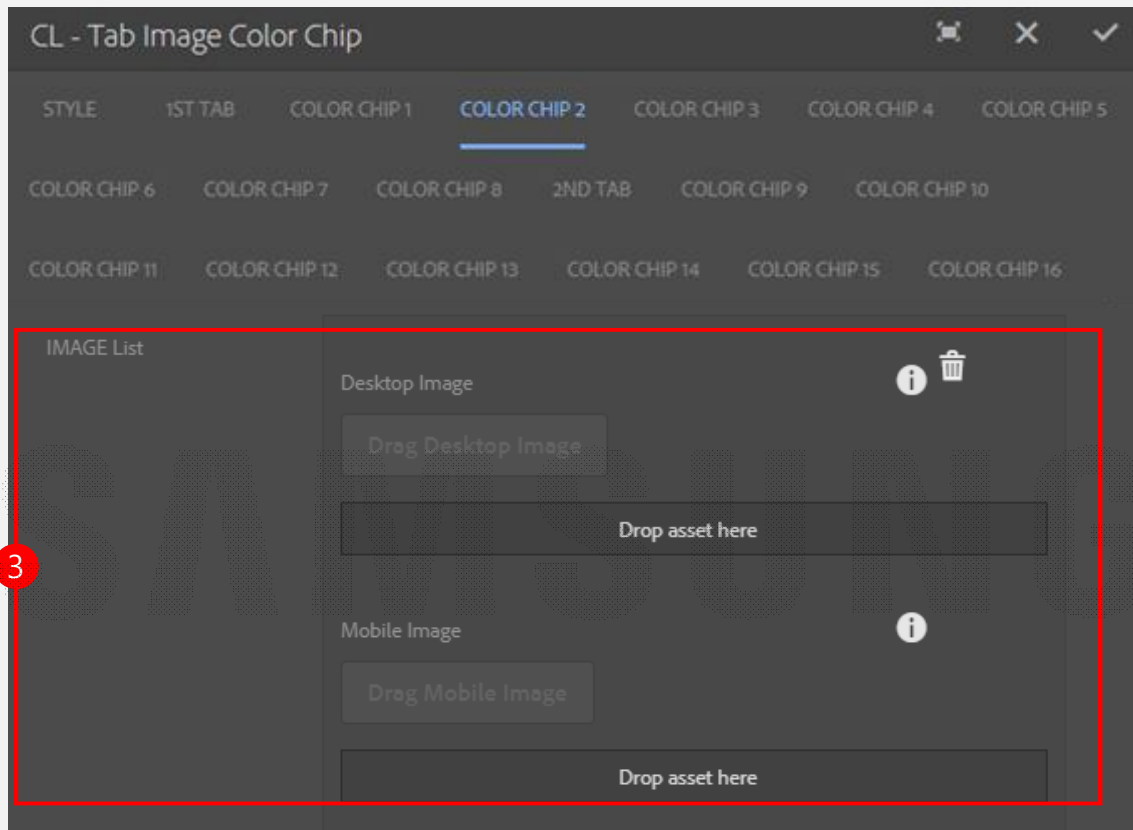 CL - Tab Image Color Chip
STYLE 1ST TAB COLOR CHIP 1 COLOR CHIP 2 COLOR CHIP 3 COLOR CHIP 4 COLOR CHIP 5
COLOR CHIP 6 COLOR CHIP 7 COLOR CHIP 8 2ND TAB COLOR CHIP 9 COLOR CHIP 10
COLOR CHIP 11 COLOR CHIP 12 COLOR CHIP 13 COLOR CHIP 14 COLOR CHIP 15 COLOR CHIP 16
IMAGE List
Desktop Image
Drag Desktop Image
Drop asset here
SAMSUNG
3
Mobile Image
Drag Mobile Image
Drop asset here